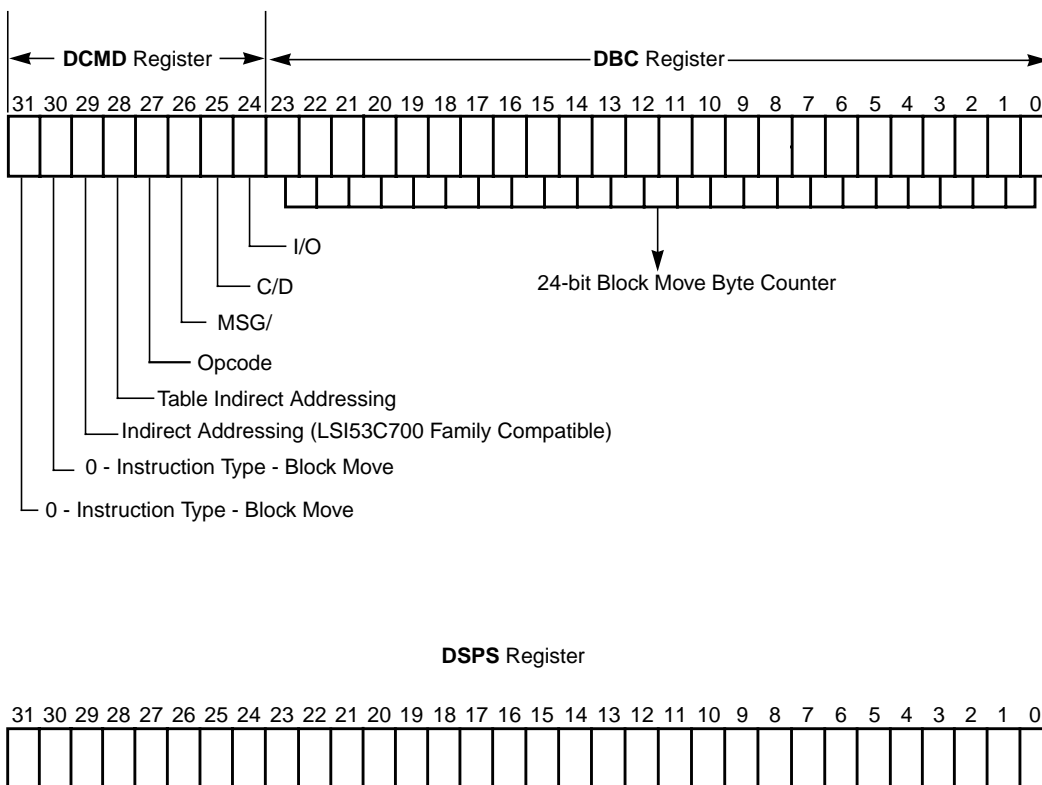 DCMD Register DBC Register
31 30 29 28 27 26 25 24 23 22 21 20 19 18 17 16 15 14 13 12 11 10 9 8 7 6 5 4 3 2 1 0
I/O
C/D
24-bit Block Move Byte Counter
MSG/
Opcode
Table Indirect Addressing
Indirect Addressing (LSI53C700 Family Compatible)
0 - Instruction Type - Block Move
0 - Instruction Type - Block Move
DSPS Register
31 30 29 28 27 26 25 24 23 22 21 20 19 18 17 16 15 14 13 12 11 10 9 8 7 6 5 4 3 2 1 0